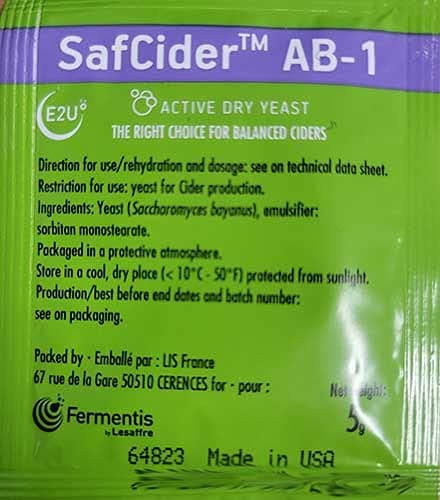 SafCider™ AB-1
E2U
ACTIVE DRY YEAST
THE RIGHT CHOICE FOR BALANCED CIDERS
Direction for use/rehydration and dosage: see on technical data sheet.
Restriction for use: yeast for Cider production.
Ingredients: Yeast (Saccharomyces bayanus), emulsifier:
sorbitan monostearate.
Packaged in a protective atmosphere.
Store in a cool, dry place (< 10°C - 50°F) protected from sunlight.
Production/best before end dates and batch number:
see on packaging.
Packed by - Emballé par : LIS France
67 rue de la Gare 50510 CERENCES for - pour :
Net weight:
5g
Fermentis
by Lesaffre
64823 Made in USA